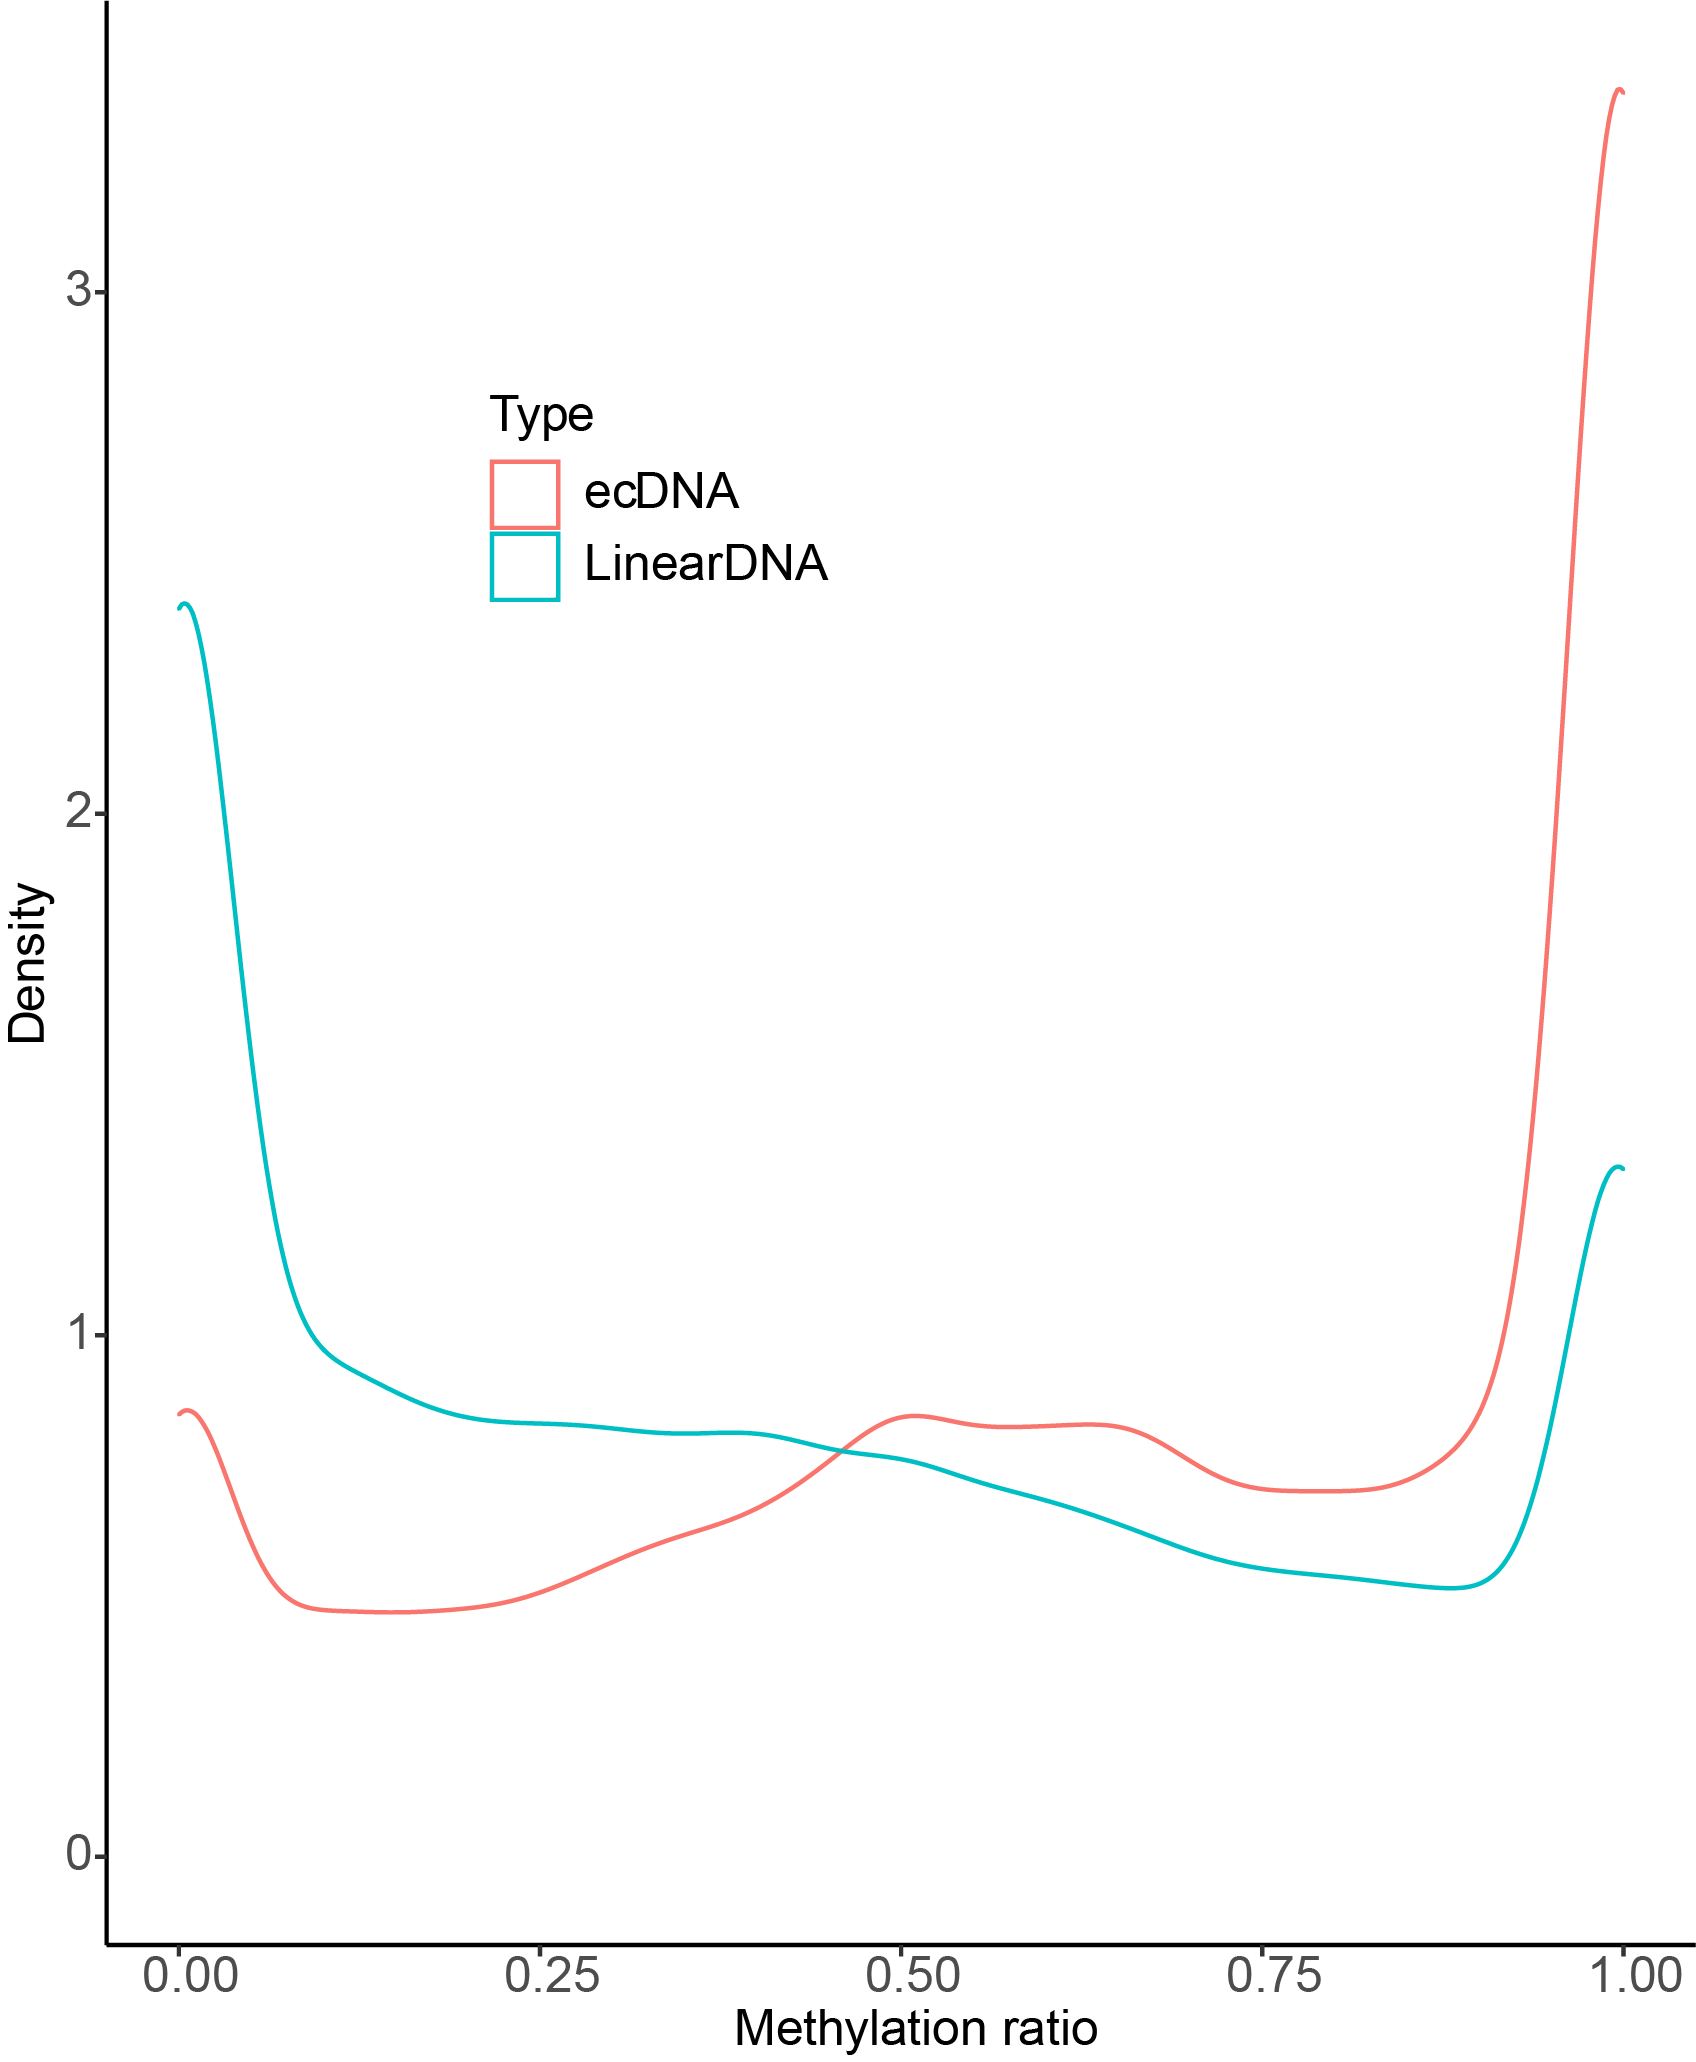 Type
ecDNA
LinearDNA
Density
3
2
1
0
0.00 0.25 0.50 0.75 1.00
Methylation ratio